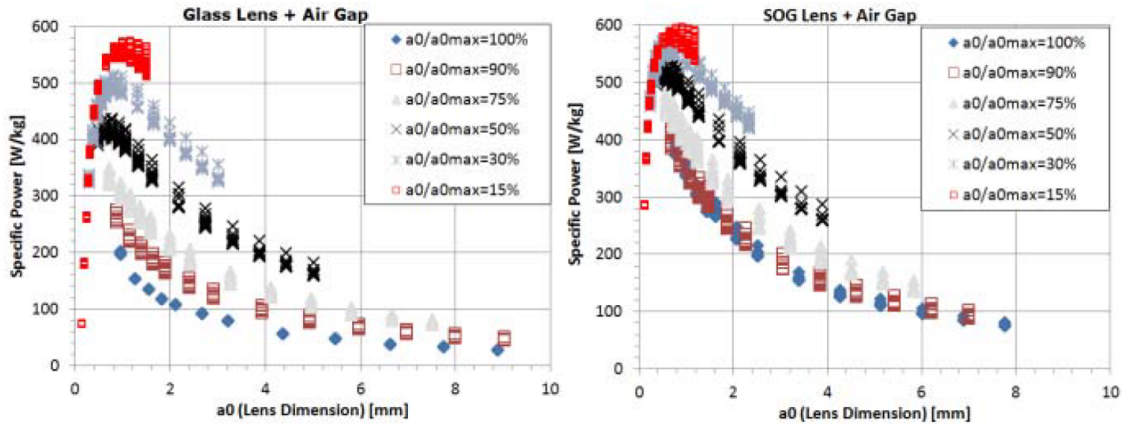 Glass Lens + Air Gap
600
500
400
300
200
100
0
Specific Power [W/kg]
0 2 4 6 8 10
a0 (Lens Dimension) [mm]
a0/a0max=100%
a0/a0max=90%
a0/a0max=75%
a0/a0max=50%
a0/a0max=30%
a0/a0max=15%
SOG Lens + Air Gap
600
500
400
300
200
100
0
Specific Power [W/kg]
0 2 4 6 8 10
a0 (Lens Dimension) [mm]
a0/a0max=100%
a0/a0max=90%
a0/a0max=75%
a0/a0max=50%
a0/a0max=30%
a0/a0max=15%